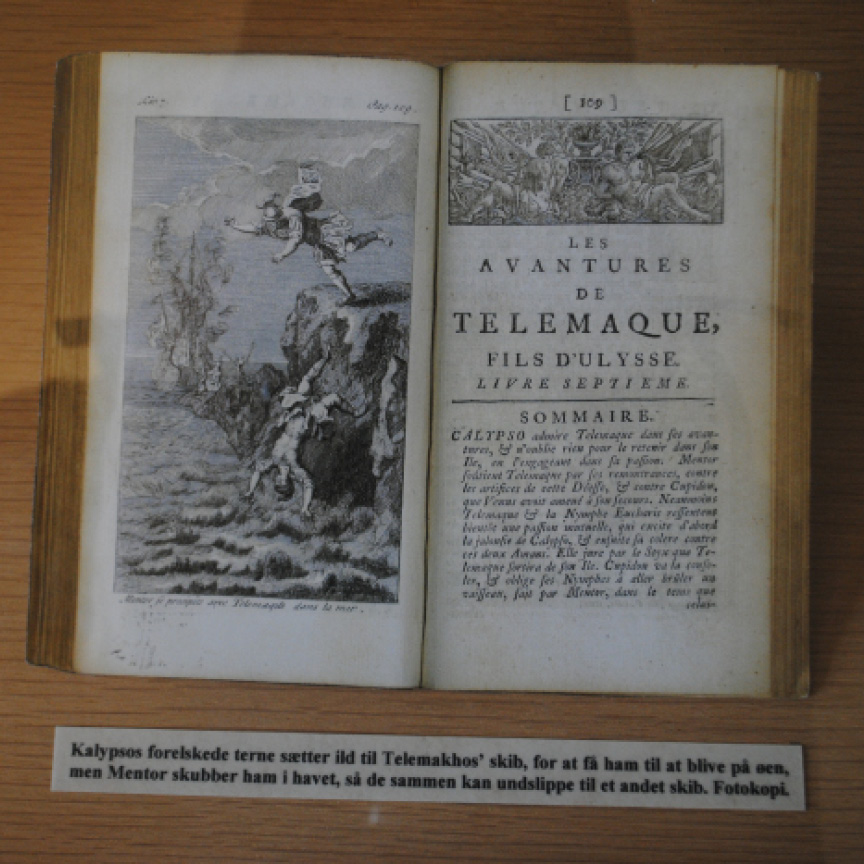 Pag. 109.
Mentor se precipite avec Telemaque dans la mer.
[ 109 ]
LES
AVANTURES
DE
TELEMAQUE,
FILS D'ULYSSE.
LIVRE SEPTIEME.
SOMMAIRE.
CALYPSO admire Telemaque dans ses avan-
tures, & n'oublie rien pour le retenir dans son
Ile, en l'engageant dans sa passion. Mentor
soûtient Telemaque par ses remontrances, contre
les artifices de cette Déesse, & contre Cupidon,
que Venus avoit amené à son secours. Neanmoins
Telemaque & la Nymphe Eucharis ressentent
bientôt une passion mutuelle, qui excite d'abord
la jalousie de Calypso, & ensuite sa colere contre
ces deux Amans. Elle jure par le Styx que Te-
lemaque sortira de son Ile. Cupidon va la conso-
ler, & oblige ses Nymphes à aller brûler un
vaisseau, fait par Mentor, dans le tems que
celui-
Kalypsos forelskede terne sætter ild til Telemakhos' skib, for at få ham til at blive på øen,
men Mentor skubber ham i havet, så de sammen kan undslippe til et andet skib. Fotokopi.